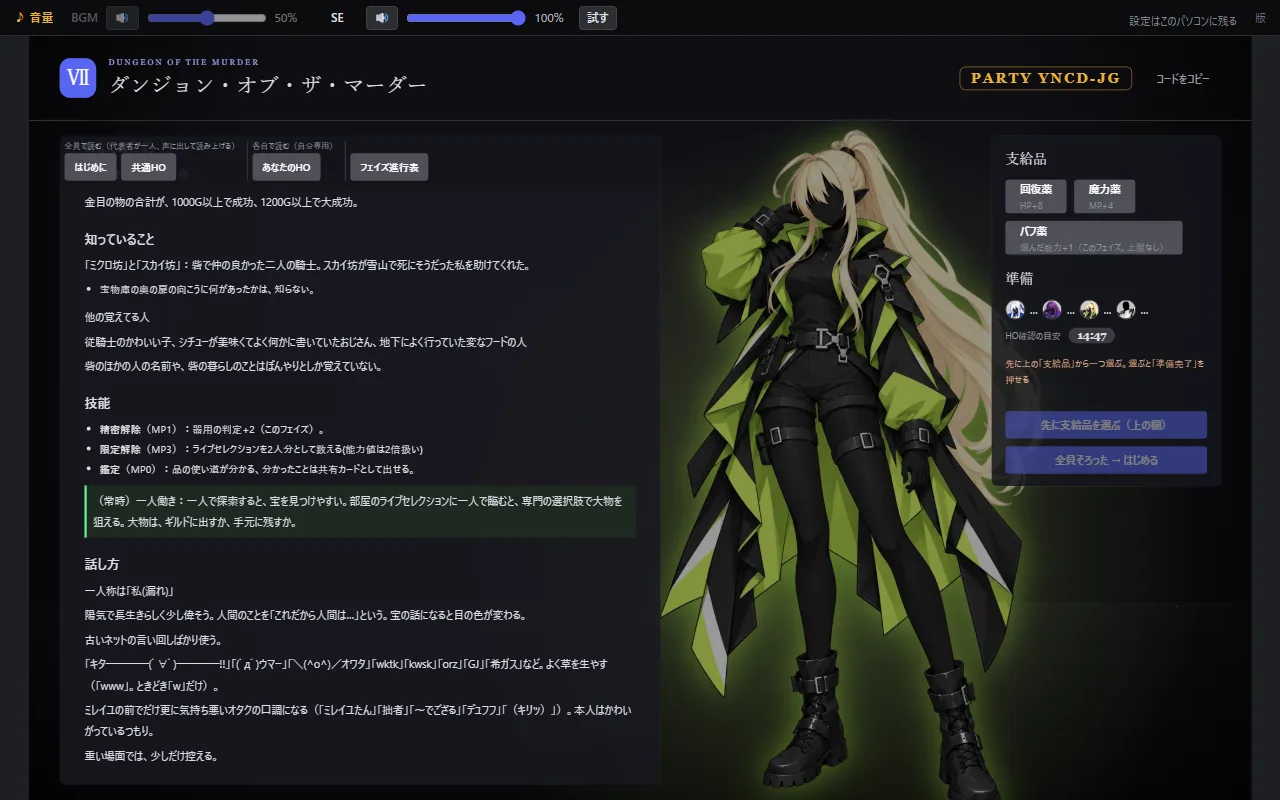 ♪ 音量 BGM 50% SE 100% 試す 設定はこのパソコンに残る 版
VII
DUNGEON OF THE MURDER
ダンジョン・オブ・ザ・マーダー
PARTY YNCD-JG コードをコピー
全員で読む（代表者が一人、声に出して読み上げる） 各自で読む（自分専用）
はじめに 共通HO あなたのHO フェイズ進行表
金目の物の合計が、1000G以上で成功、1200G以上で大成功。
知っていること
「ミクロ坊」と「スカイ坊」：砦で仲の良かった二人の騎士。スカイ坊が雪山で死にそうだった私を助けてくれた。
• 宝物庫の奥の扉の向こうに何があったかは、知らない。
他の覚えてる人
従騎士のかわいい子、シチューが美味くてよく何かに書いていたおじさん、地下によく行っていた変なフードの人
砦のほかの人の名前や、砦の暮らしのことはぼんやりとしか覚えていない。
技能
• 精密解除（MP1）：器用の判定+2（このフェイズ）。
• 限定解除（MP3）：ライブセレクションを2人分として数える(能力値は2倍扱い)
• 鑑定（MP0）：品の使い道が分かる、分かったことは共有カードとして出せる。
（常時）一人働き：一人で探索すると、宝を見つけやすい。部屋のライブセレクションに一人で臨むと、専門の選択肢で大物を
狙える。大物は、ギルドに出すか、手元に残すか。
話し方
一人称は「私(漏れ)」
陽気で長生きらしく少し偉そう。人間のことを「これだから人間は…」という。宝の話になると目の色が変わる。
古いネットの言い回しばかり使う。
「キタ━━━━(ﾟ∀ﾟ)━━━━!!」「(ﾟдﾟ)ウマー」「＼(^o^)／オワタ」「wktk」「kwsk」「orz」「GJ」「希ガス」など。よく草を生やす
（「www」。ときどき「w」だけ）。
ミレイユの前でだけ更に気持ち悪いオタクの口調になる（「ミレイユたん」「拙者」「～でござる」「デュフフ」「（キリッ）」）。本人はかわい
がっているつもり。
重い場面では、少しだけ控える。
支給品
回復薬
HP+8
魔力薬
MP+4
バフ薬
選んだ能力+1（このフェイズ。上限なし）
準備
... ... ... ...
HO確認の目安 14:47
先に上の「支給品」から一つ選ぶ。選ぶと「準備完了」を
押せる
先に支給品を選ぶ（上の欄）
全員そろった → はじめる